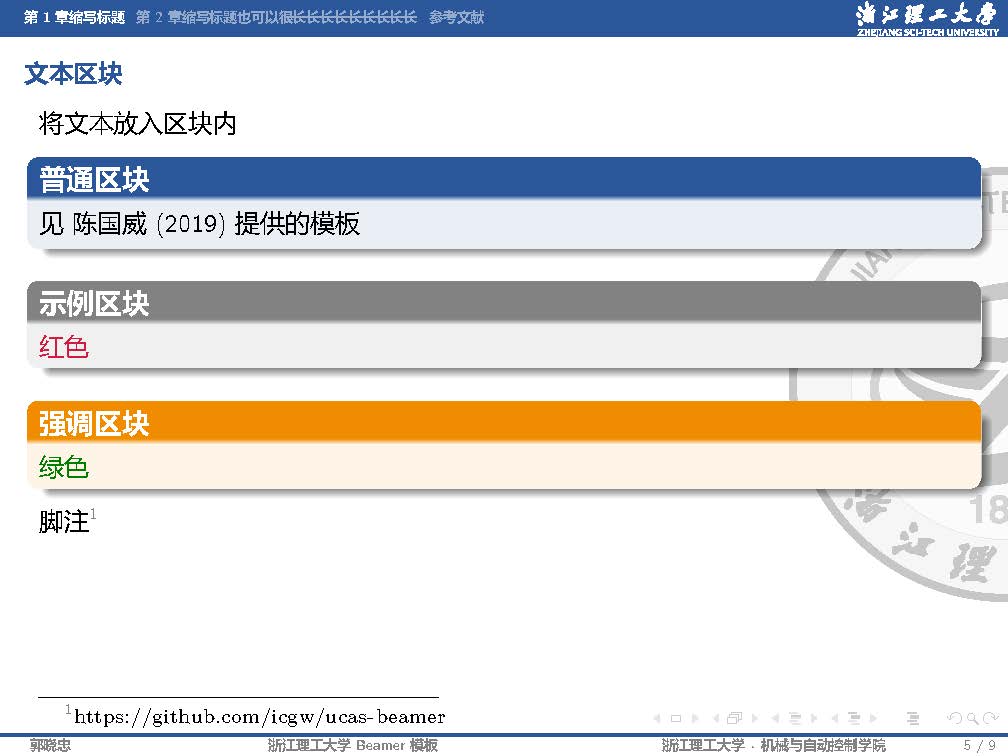 第 1 章缩写标题 第 2 章缩写标题也可以很长长长长长长长长长 参考文献
浙江理工大学
ZHEJIANG SCI-TECH UNIVERSITY
文本区块
将文本放入区块内
普通区块
见 陈国威 (2019) 提供的模板
示例区块
红色
强调区块
绿色
脚注1
浙 江 理
18
1https://github.com/icgw/ucas-beamer
郭晓忠 浙江理工大学 Beamer 模板 浙江理工大学 · 机械与自动控制学院 5 / 9